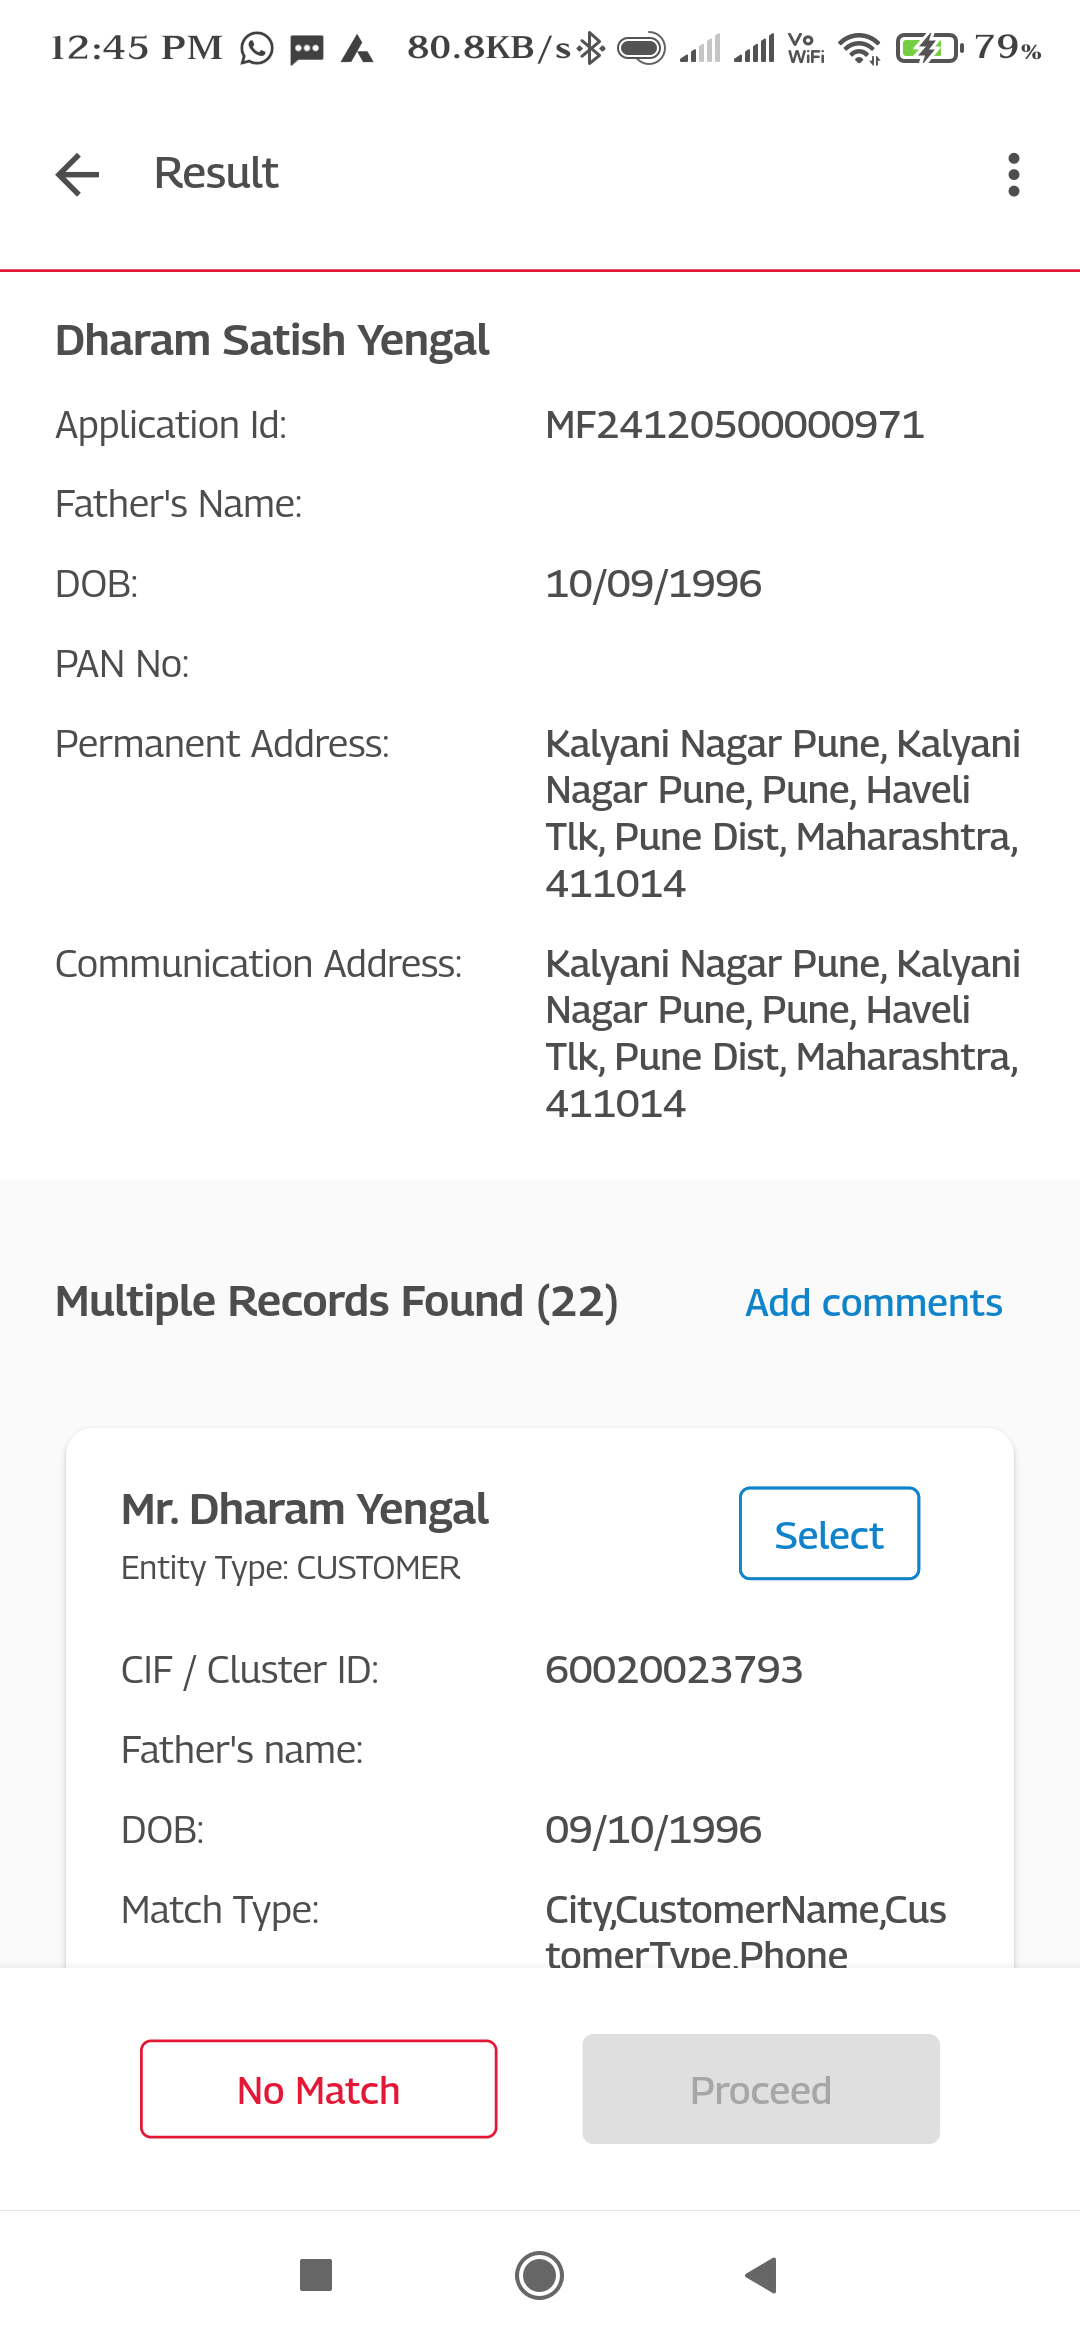 12:45 PM 80.8KB/s Vo WiFi 79%
Result
Dharam Satish Yengal
Application Id: MF24120500000971
Father's Name:
DOB: 10/09/1996
PAN No:
Permanent Address: Kalyani Nagar Pune, Kalyani
Nagar Pune, Pune, Haveli
Tlk, Pune Dist, Maharashtra,
411014
Communication Address: Kalyani Nagar Pune, Kalyani
Nagar Pune, Pune, Haveli
Tlk, Pune Dist, Maharashtra,
411014
Multiple Records Found (22) Add comments
Mr. Dharam Yengal Select
Entity Type: CUSTOMER
CIF / Cluster ID: 60020023793
Father's name:
DOB: 09/10/1996
Match Type: City,CustomerName,Cus
tomerType,Phone
No Match Proceed